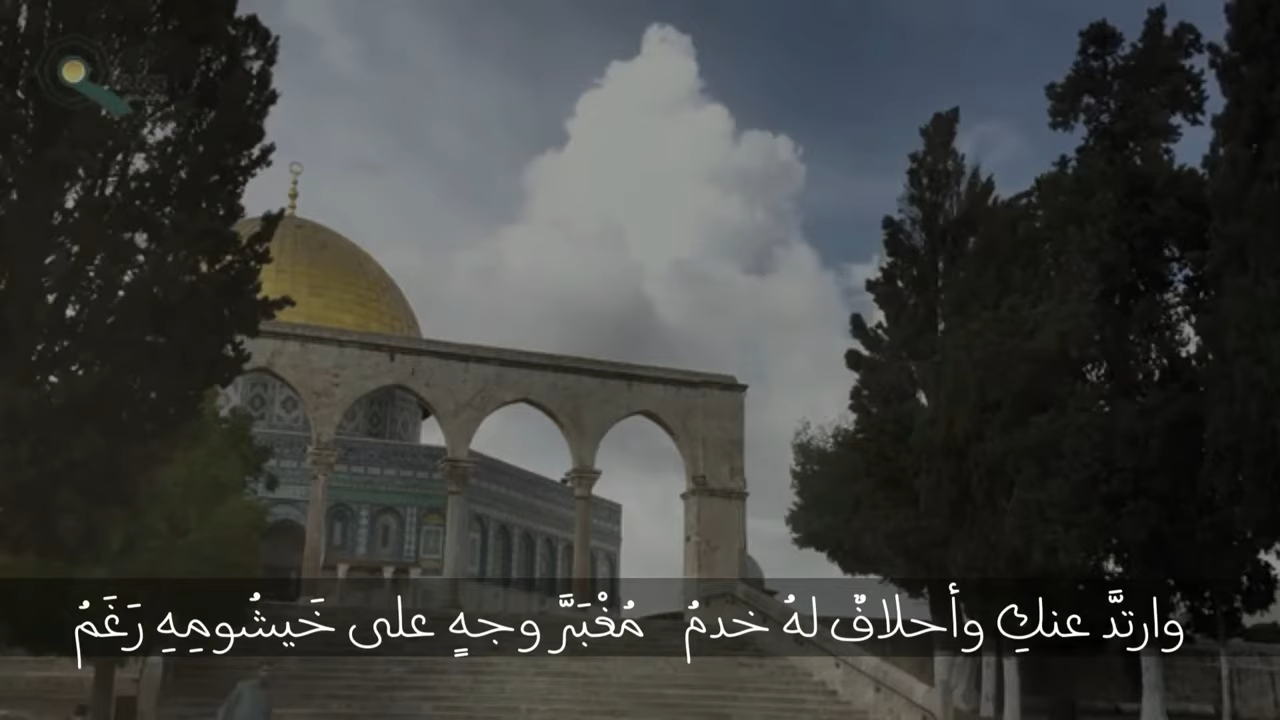 وارتدَّ عنكِ وأحلافٌ لهُ خدمُ مُغْبَرَّ وجهٍ على خَيشُومِهِ رَغَمُ